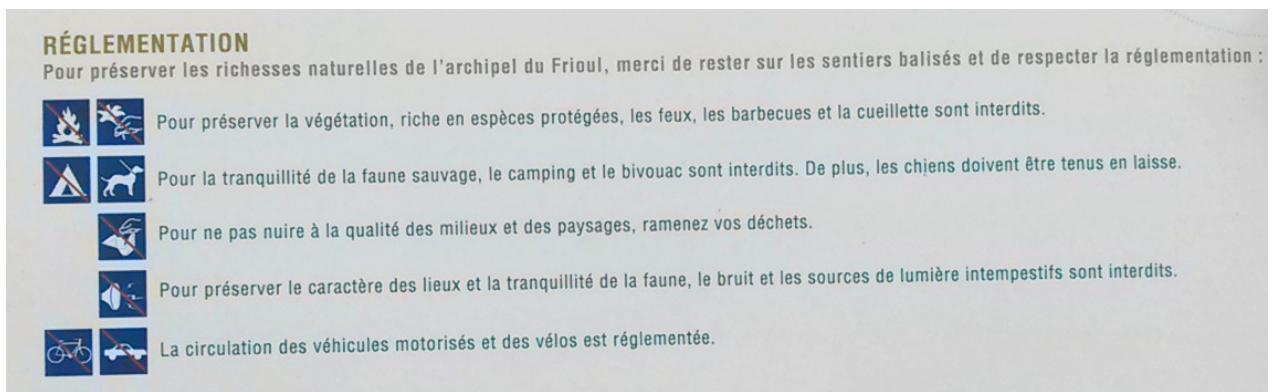 RÉGLEMENTATION
Pour préserver les richesses naturelles de l'archipel du Frioul, merci de rester sur les sentiers balisés et de respecter la réglementation :
Pour préserver la végétation, riche en espèces protégées, les feux, les barbecues et la cueillette sont interdits.
Pour la tranquillité de la faune sauvage, le camping et le bivouac sont interdits. De plus, les chiens doivent être tenus en laisse.
Pour ne pas nuire à la qualité des milieux et des paysages, ramenez vos déchets.
Pour préserver le caractère des lieux et la tranquillité de la faune, le bruit et les sources de lumière intempestifs sont interdits.
La circulation des véhicules motorisés et des vélos est réglementée.